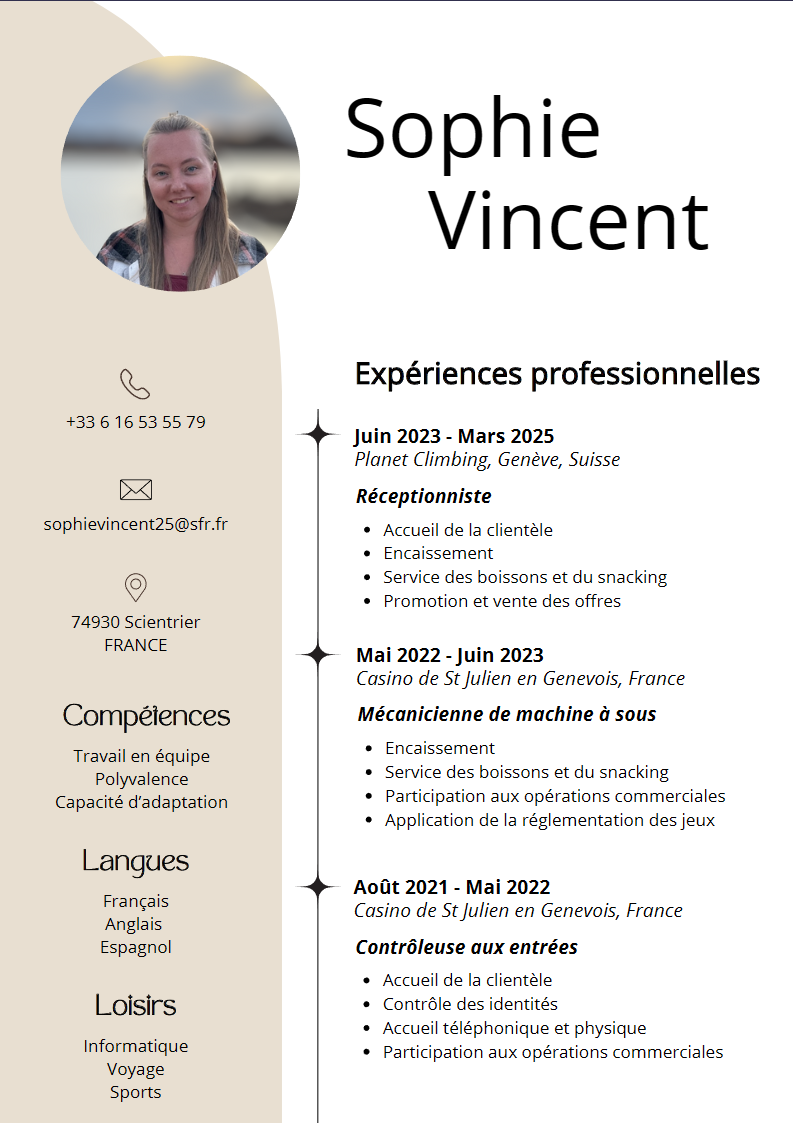 Sophie
Vincent
+33 6 16 53 55 79
sophievincent25@sfr.fr
74930 Scientrier
FRANCE
Compétences
Travail en équipe
Polyvalence
Capacité d'adaptation
Langues
Français
Anglais
Espagnol
Loisirs
Informatique
Voyage
Sports
Expériences professionnelles
Juin 2023 - Mars 2025
Planet Climbing, Genève, Suisse
Réceptionniste
• Accueil de la clientèle
• Encaissement
• Service des boissons et du snacking
• Promotion et vente des offres
Mai 2022 - Juin 2023
Casino de St Julien en Genevois, France
Mécanicienne de machine à sous
• Encaissement
• Service des boissons et du snacking
• Participation aux opérations commerciales
• Application de la réglementation des jeux
Août 2021 - Mai 2022
Casino de St Julien en Genevois, France
Contrôleuse aux entrées
• Accueil de la clientèle
• Contrôle des identités
• Accueil téléphonique et physique
• Participation aux opérations commerciales